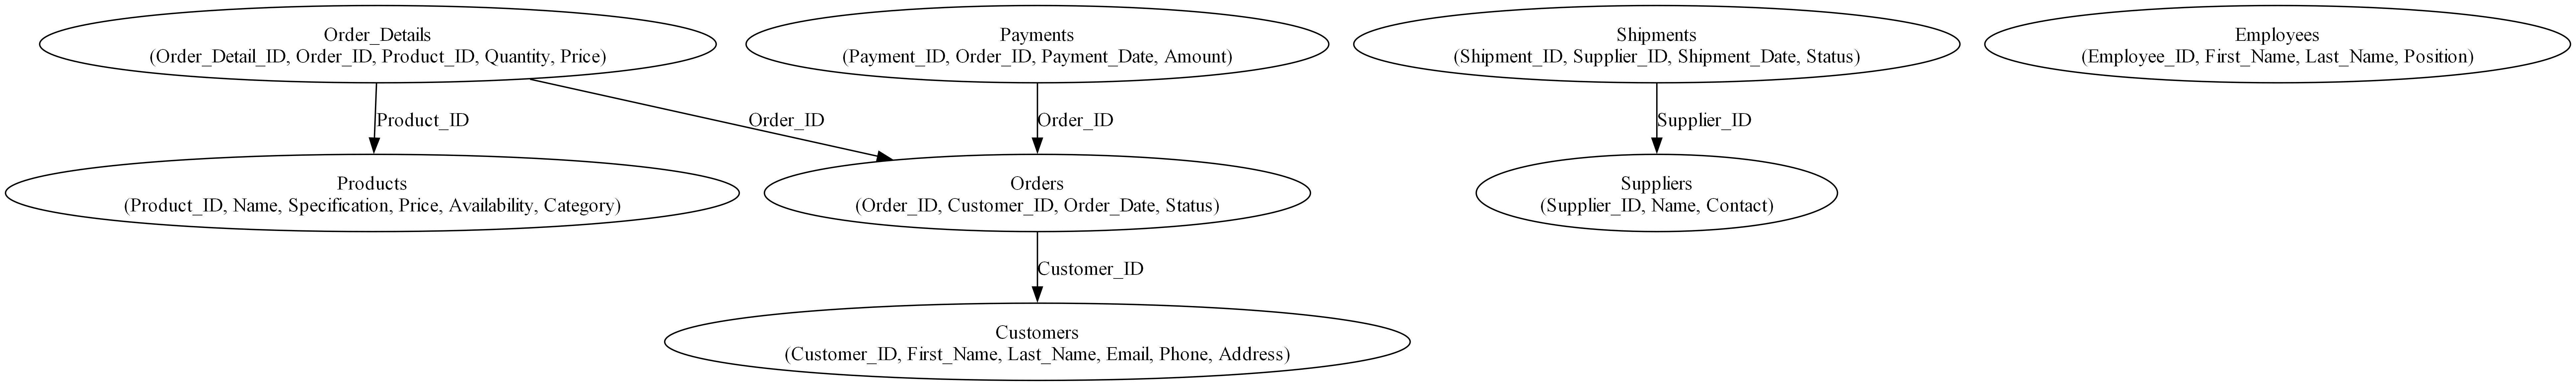 Order_Details
(Order_Detail_ID, Order_ID, Product_ID, Quantity, Price)
Payments
(Payment_ID, Order_ID, Payment_Date, Amount)
Shipments
(Shipment_ID, Supplier_ID, Shipment_Date, Status)
Employees
(Employee_ID, First_Name, Last_Name, Position)
Product_ID
Order_ID
Order_ID
Supplier_ID
Products
(Product_ID, Name, Specification, Price, Availability, Category)
Orders
(Order_ID, Customer_ID, Order_Date, Status)
Suppliers
(Supplier_ID, Name, Contact)
Customer_ID
Customers
(Customer_ID, First_Name, Last_Name, Email, Phone, Address)